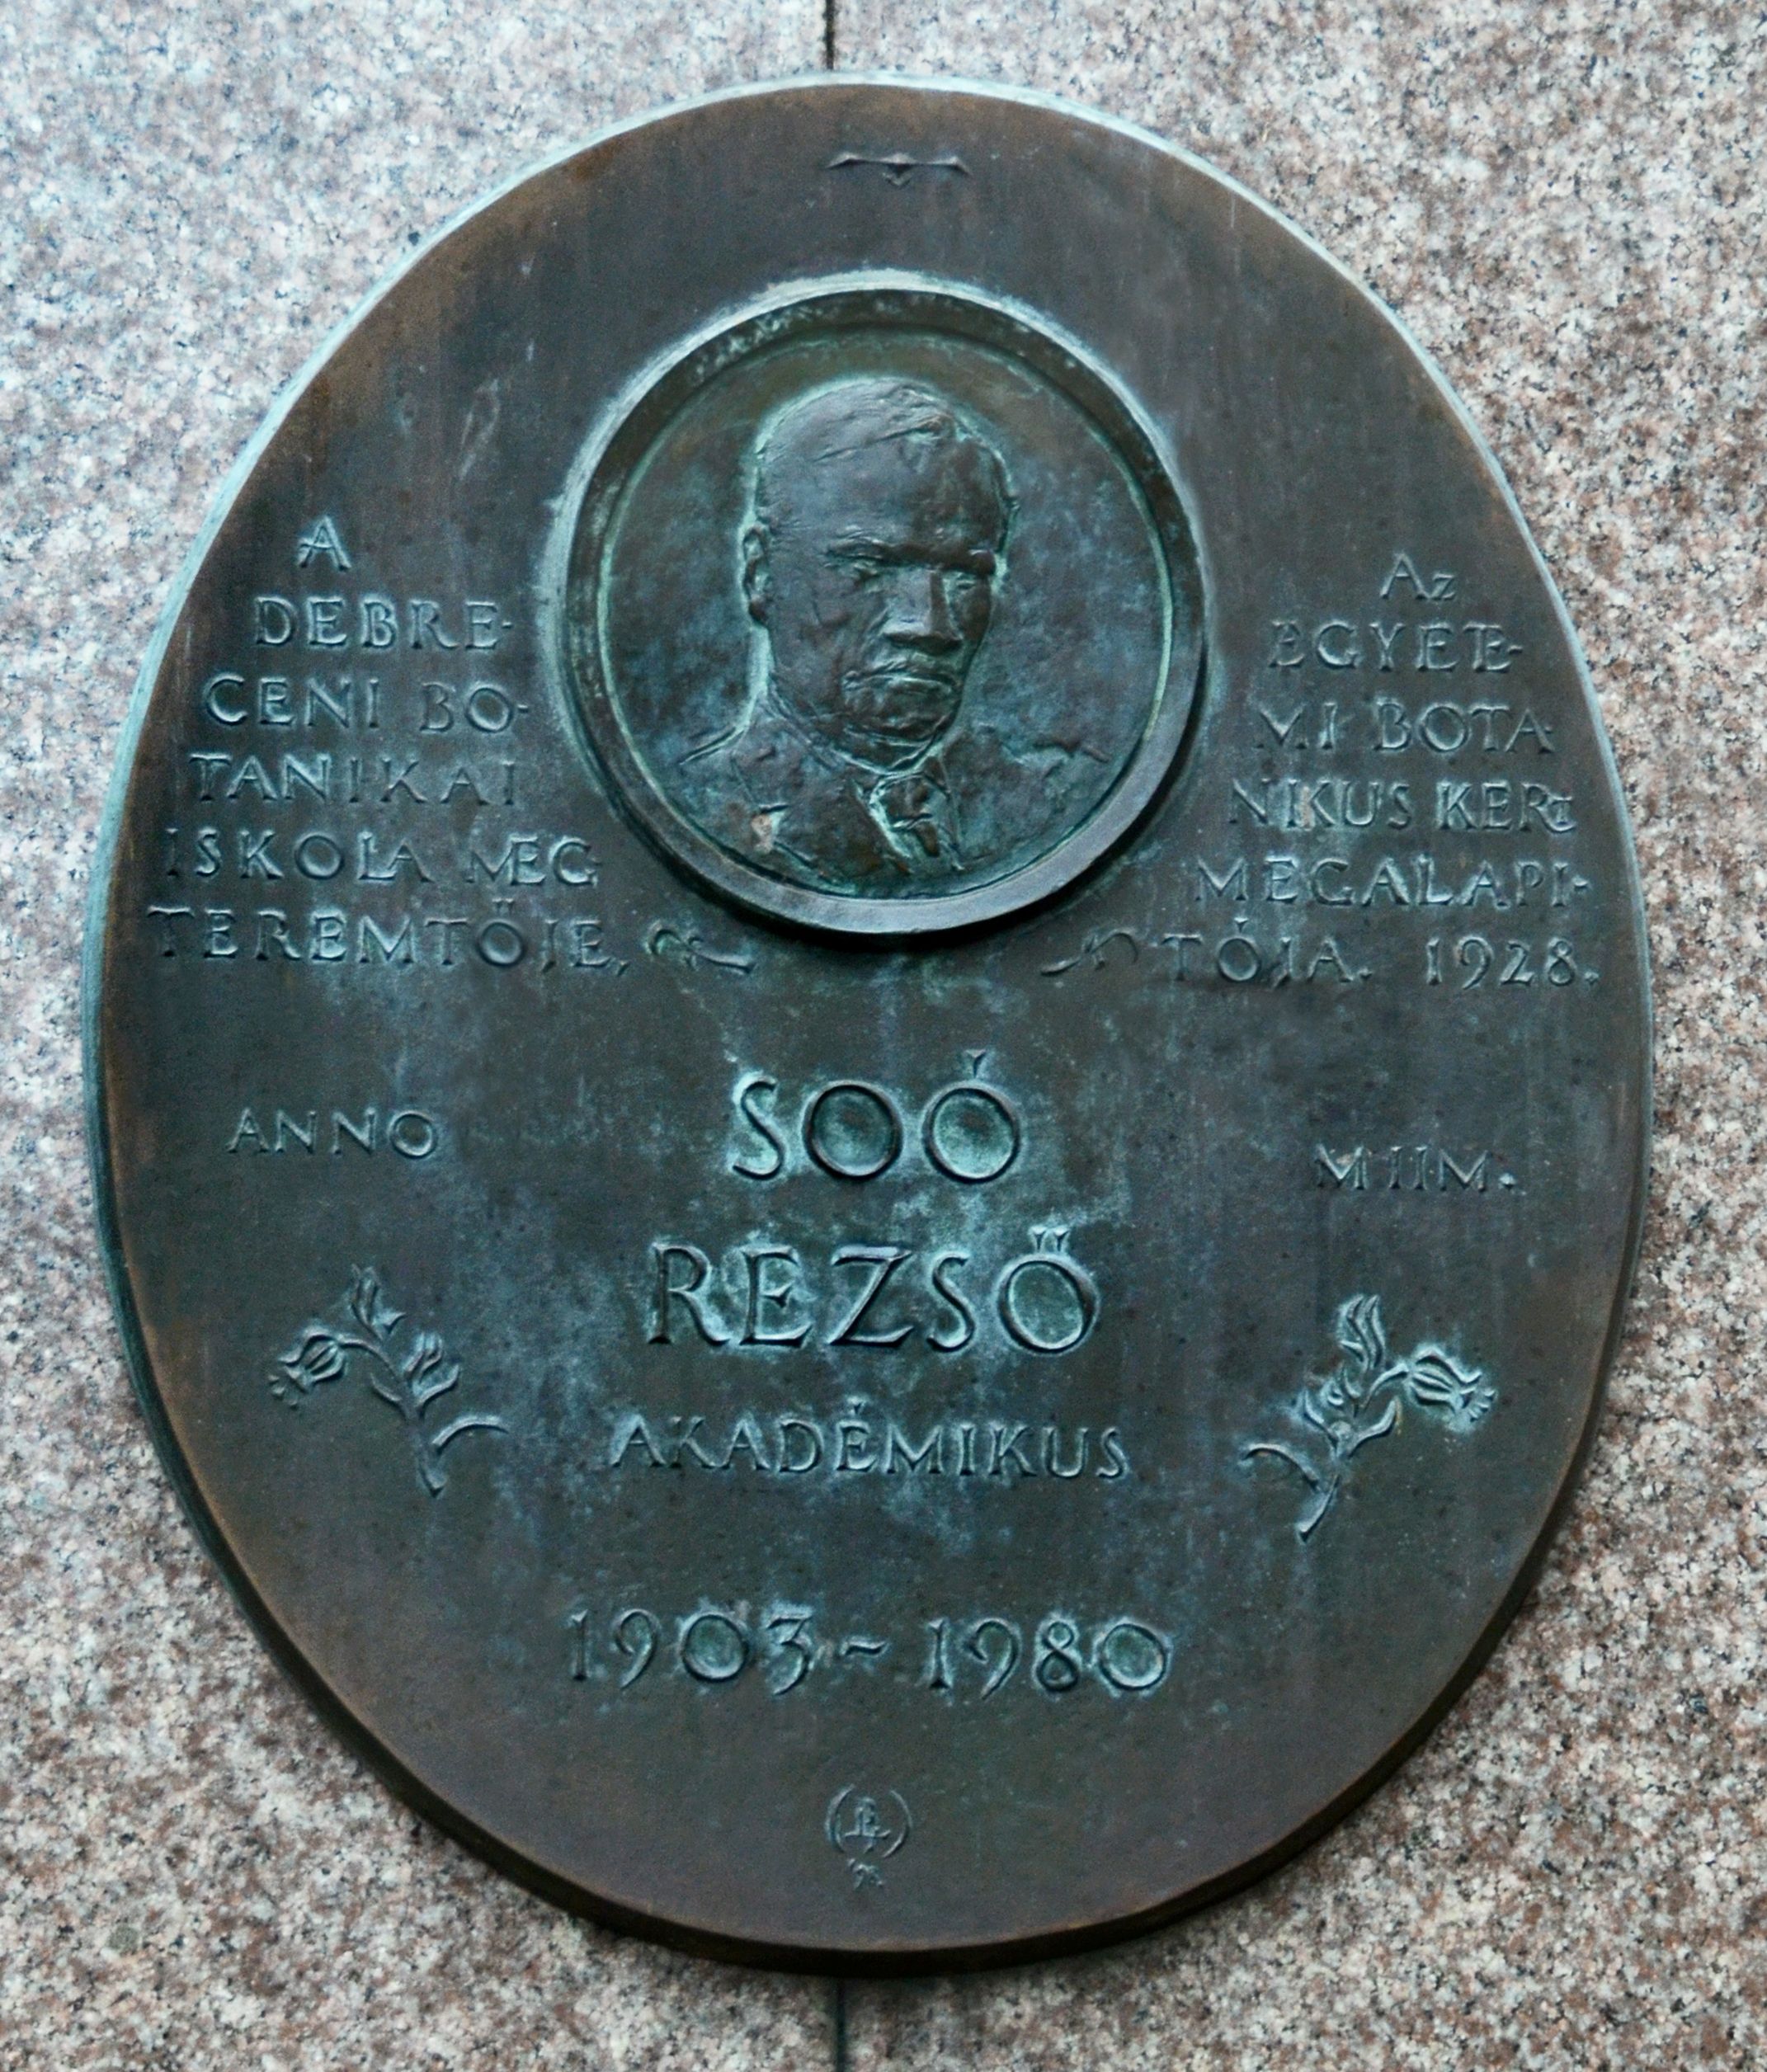 A
DEBRE-
CENI BO-
TANIKAI
ISKOLA MEG
TEREMTŐJE,
Az
EGYETE-
MI BOTA
NIKUS KERt
MEGALAPI-
TÓJA. 1928.
ANNO
MIIM.
SOÓ
REZSŐ
AKADÉMIKUS
1903-1980